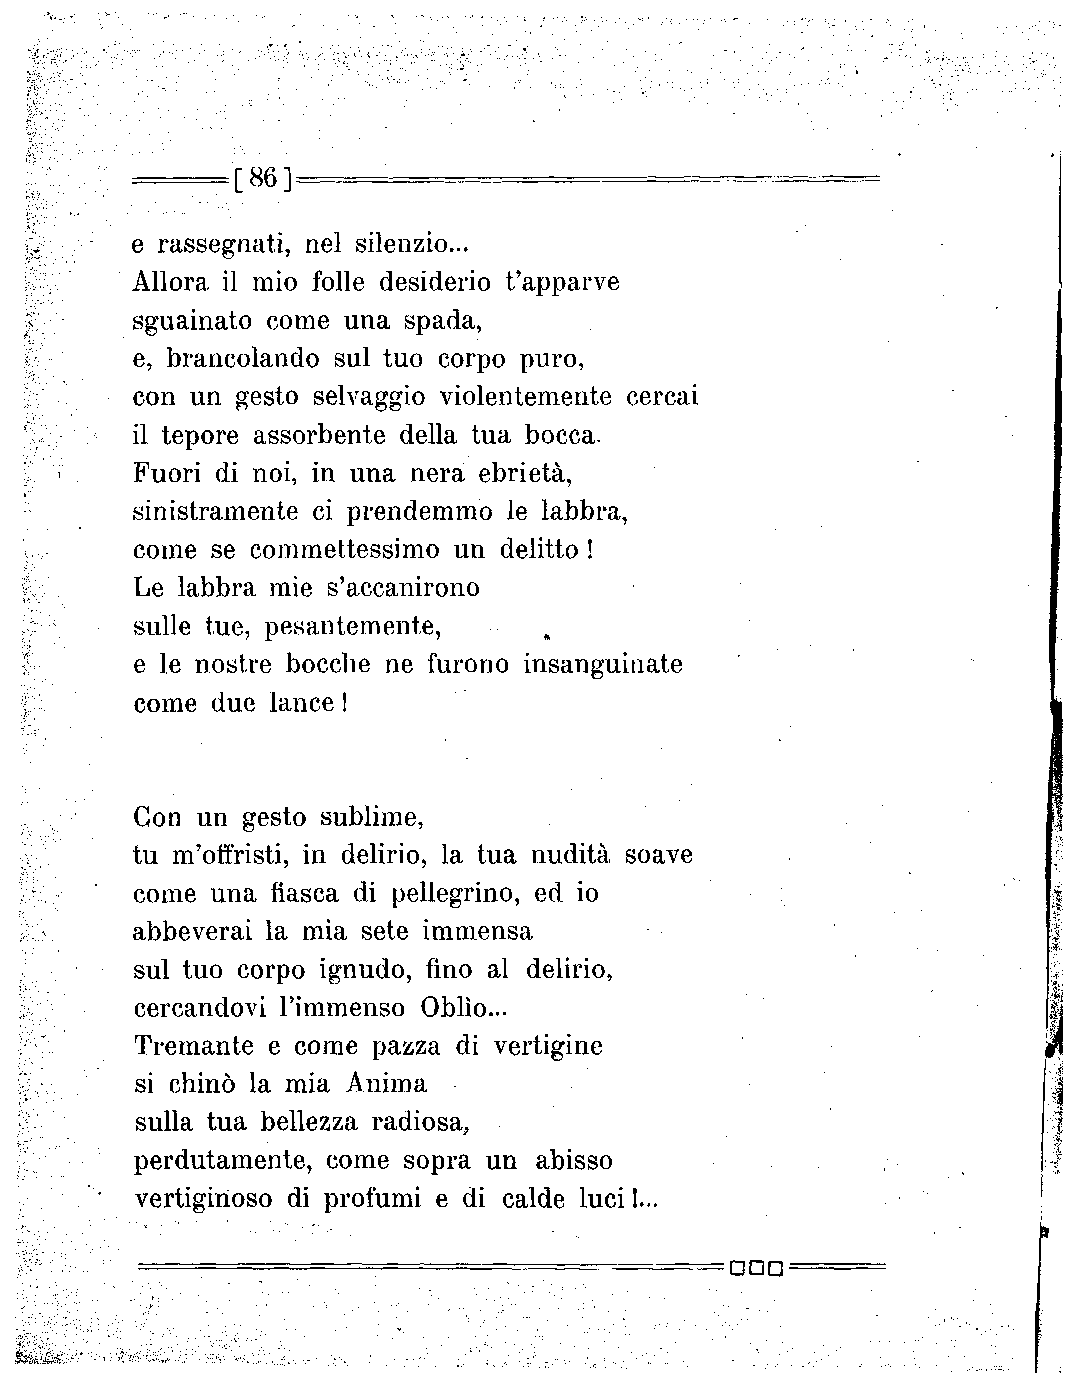 [ 86 ]
e rassegnati, nel silenzio...
Allora il mio folle desiderio t'apparve
sguainato come una spada,
e, brancolando sul tuo corpo puro,
con un gesto selvaggio violentemente cercai
il tepore assorbente della tua bocca.
Fuori di noi, in una nera ebrietà,
sinistramente ci prendemmo le labbra,
come se commettessimo un delitto !
Le labbra mie s'accanirono
sulle tue, pesantemente,
e le nostre bocche ne furono insanguinate
come due lance !
Con un gesto sublime,
tu m'offristi, in delirio, la tua nudità soave
come una fiasca di pellegrino, ed io
abbeverai la mia sete immensa
sul tuo corpo ignudo, fino al delirio,
cercandovi l'immenso Oblìo...
Tremante e come pazza di vertigine
si chinò la mia Anima
sulla tua bellezza radiosa,
perdutamente, come sopra un abisso
vertiginoso di profumi e di calde luci !...